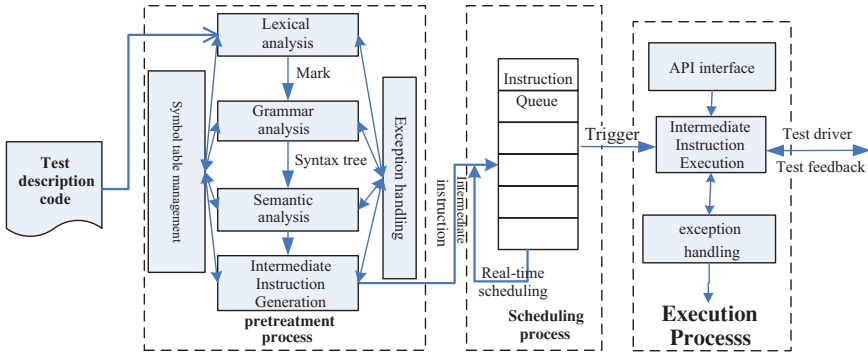 Test
description
code
Lexical
analysis
Mark
Grammar
analysis
Syntax tree
Semantic
analysis
Intermediate
Instruction
Generation
Symbol table management
Exception handling
pretreatment
process
Intermediate
instruction
Instruction
Queue
Real-time
scheduling
Scheduling
process
Trigger
API interface
Intermediate
Instruction
Execution
Test driver
Test feedback
exception
handling
Execution
Processs